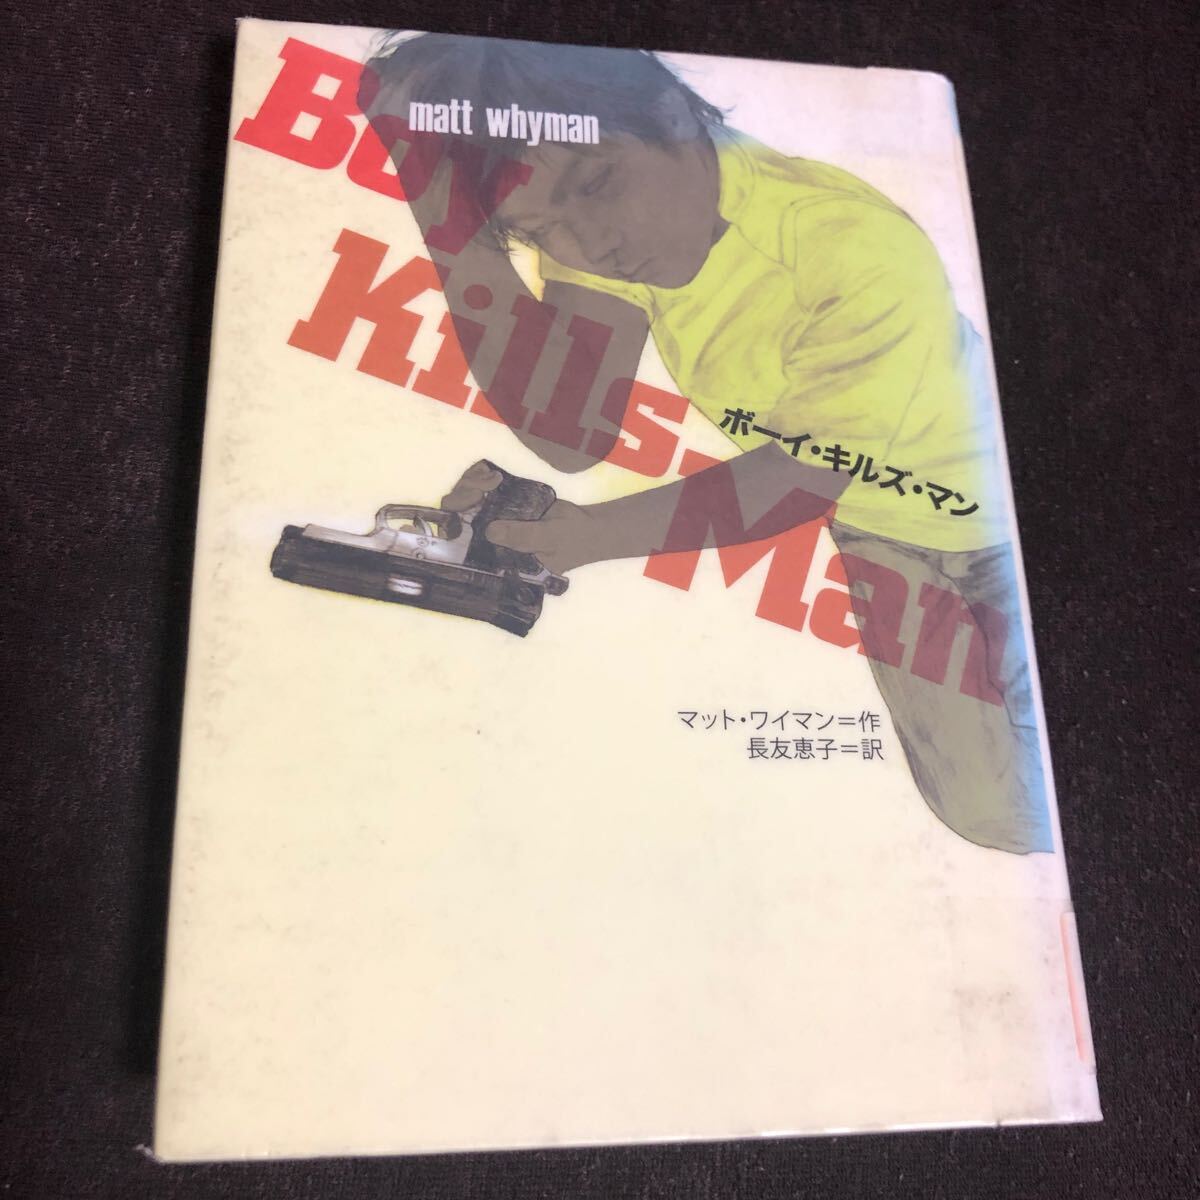 Boy
matt whyman
Kills
Man
ボーイ・キルズ・マン
マット・ワイマン＝作
長友恵子＝訳